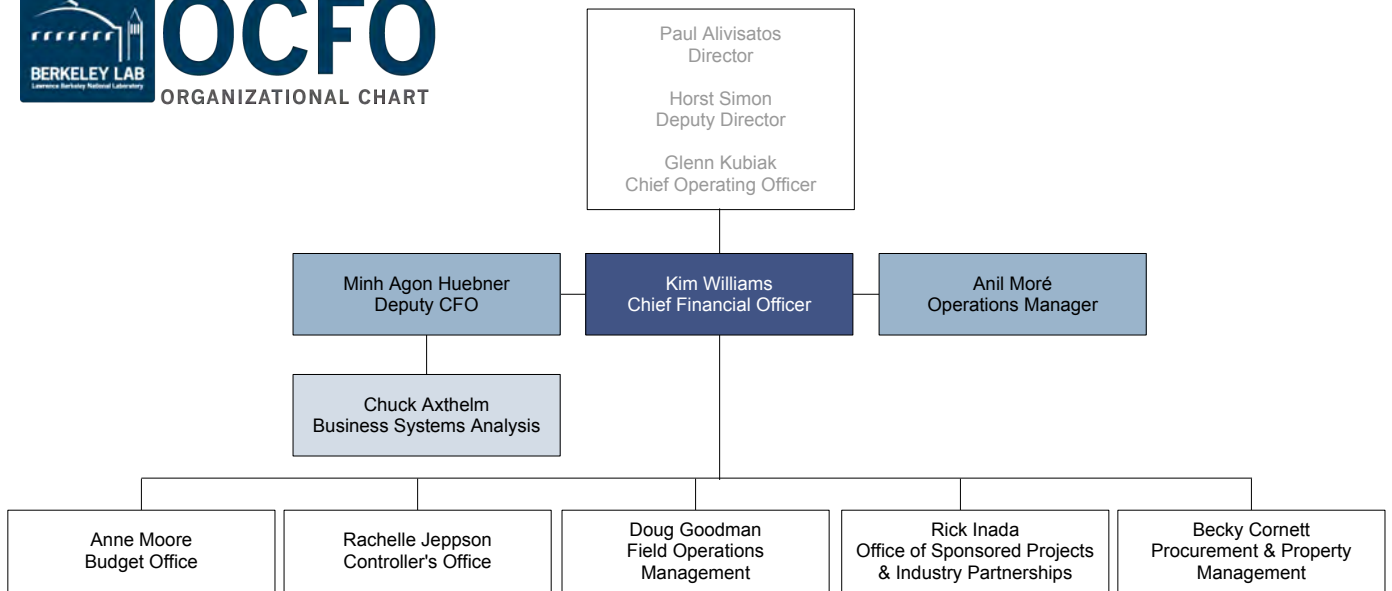 BERKELEY LAB
Lawrence Berkeley National Laboratory
OCFO
ORGANIZATIONAL CHART
Paul Alivisatos
Director
Horst Simon
Deputy Director
Glenn Kubiak
Chief Operating Officer
Minh Agon Huebner
Deputy CFO
Kim Williams
Chief Financial Officer
Anil Moré
Operations Manager
Chuck Axthelm
Business Systems Analysis
Anne Moore
Budget Office
Rachelle Jeppson
Controller's Office
Doug Goodman
Field Operations
Management
Rick Inada
Office of Sponsored Projects
& Industry Partnerships
Becky Cornett
Procurement & Property
Management